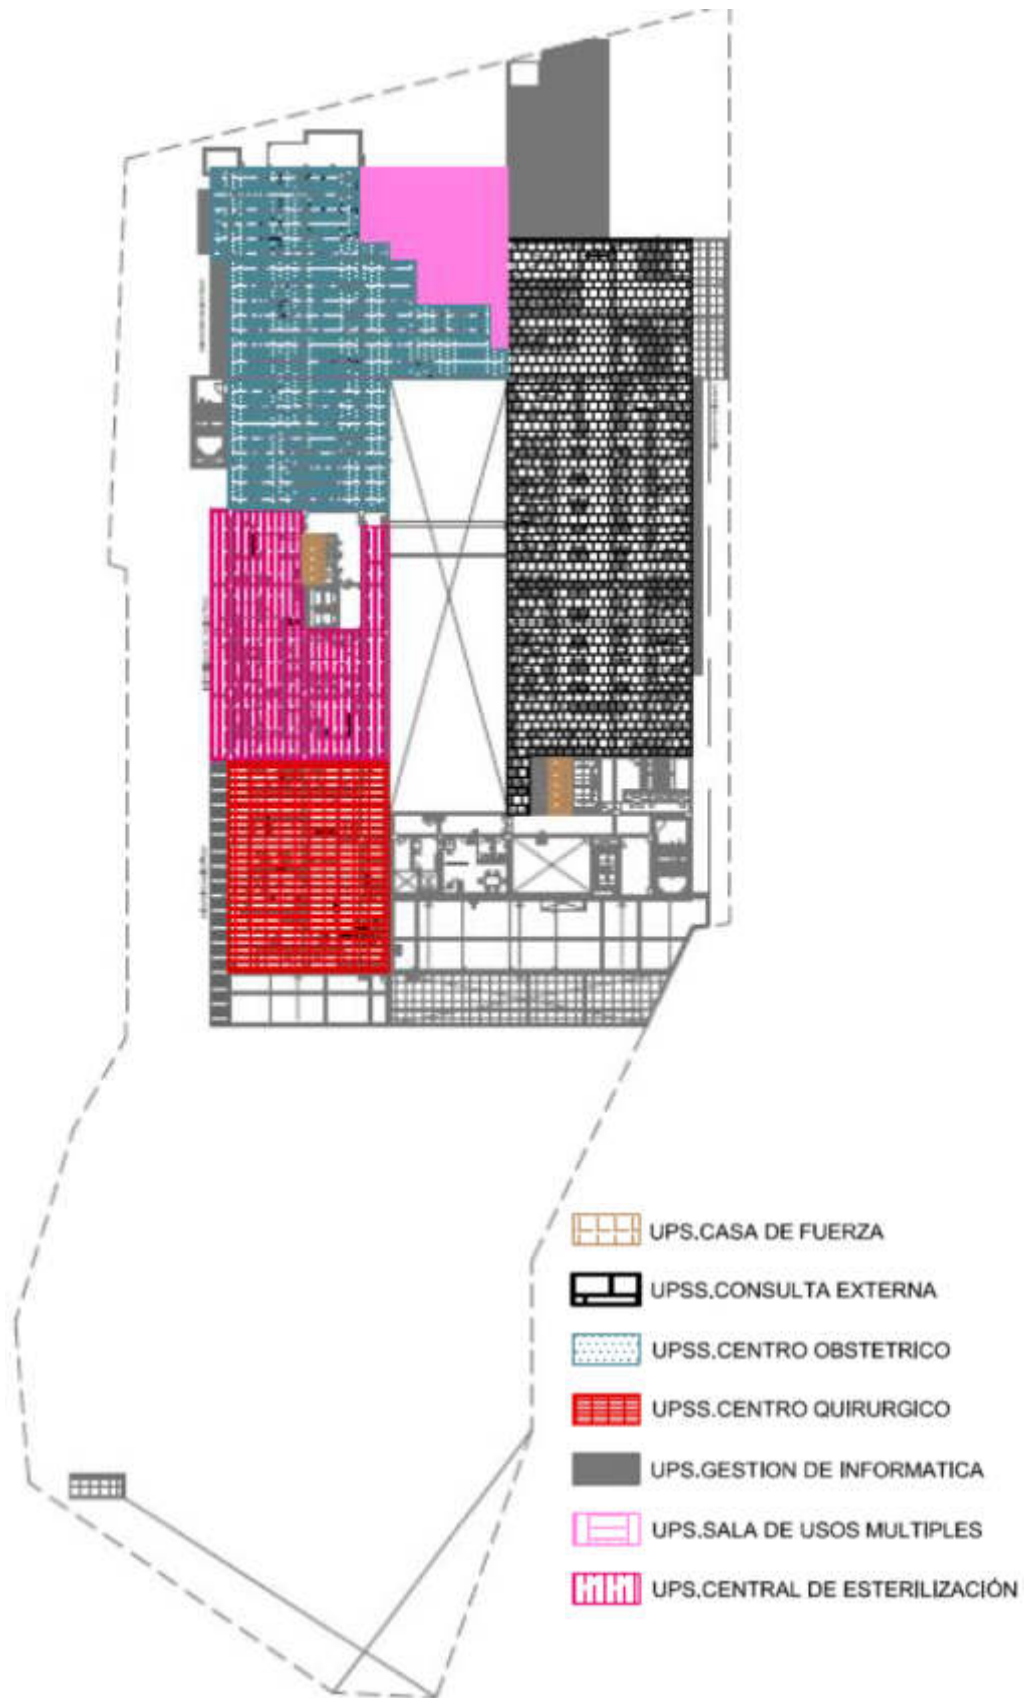 UPS.CASA DE FUERZA
UPSS.CONSULTA EXTERNA
UPSS.CENTRO OBSTETRICO
UPSS.CENTRO QUIRURGICO
UPS.GESTION DE INFORMATICA
UPS.SALA DE USOS MULTIPLES
UPS.CENTRAL DE ESTERILIZACIÓN